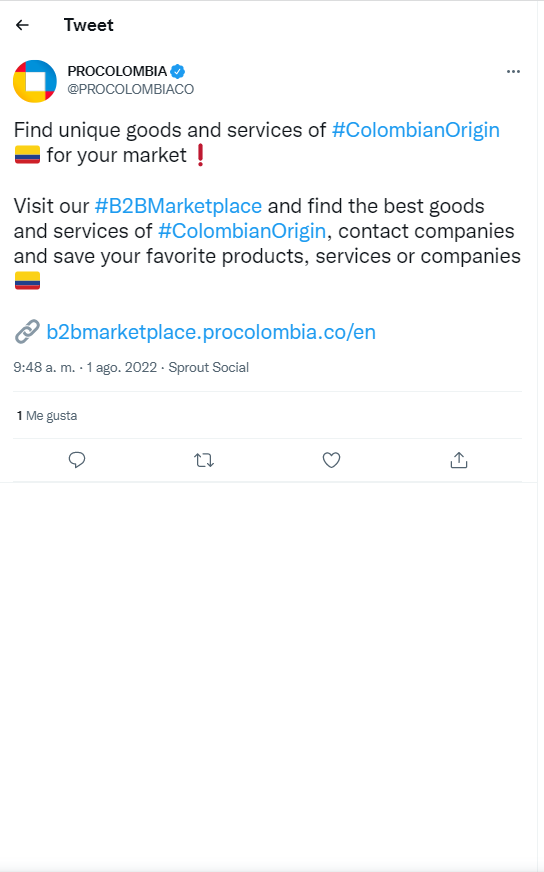 Tweet
PROCOLOMBIA
@PROCOLOMBIACO
Find unique goods and services of #ColombianOrigin
🇨🇴 for your market ❗
Visit our #B2BMarketplace and find the best goods
and services of #ColombianOrigin, contact companies
and save your favorite products, services or companies
🇨🇴
🔗 b2bmarketplace.procolombia.co/en
9:48 a. m. · 1 ago. 2022 · Sprout Social
1 Me gusta